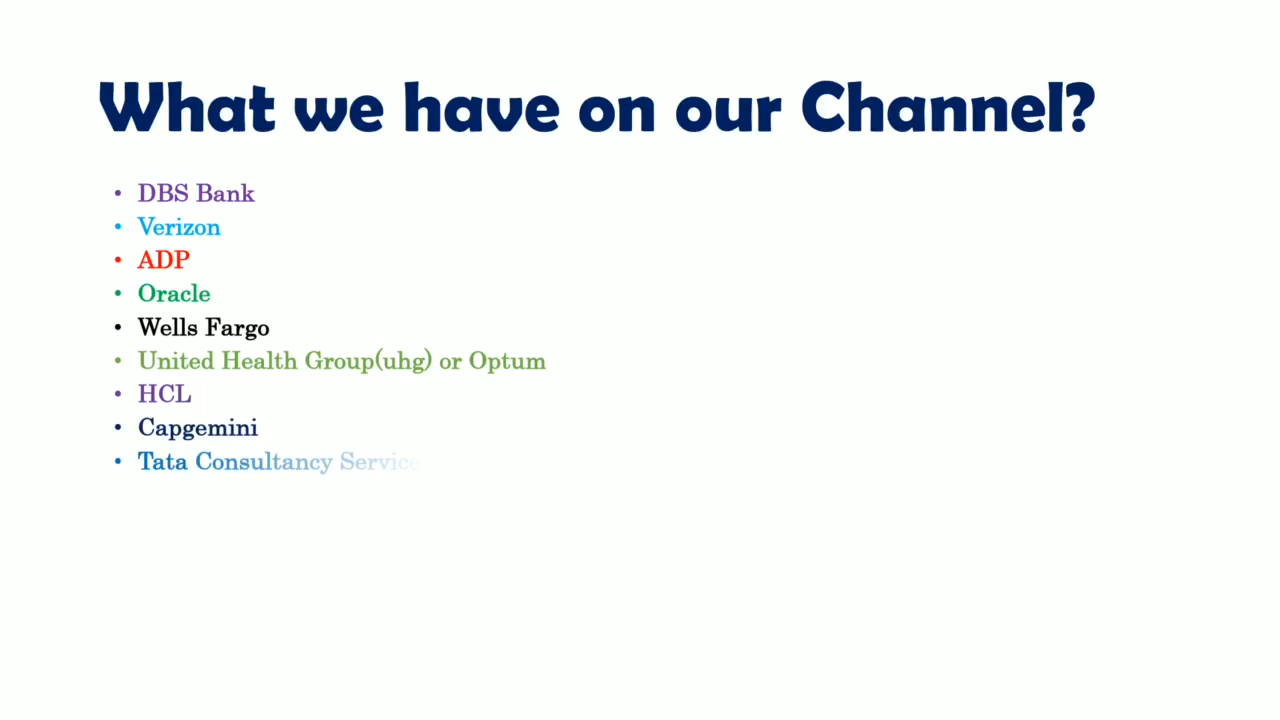 What we have on our Channel?
• DBS Bank
• Verizon
• ADP
• Oracle
• Wells Fargo
• United Health Group(uhg) or Optum
• HCL
• Capgemini
• Tata Consultancy Service